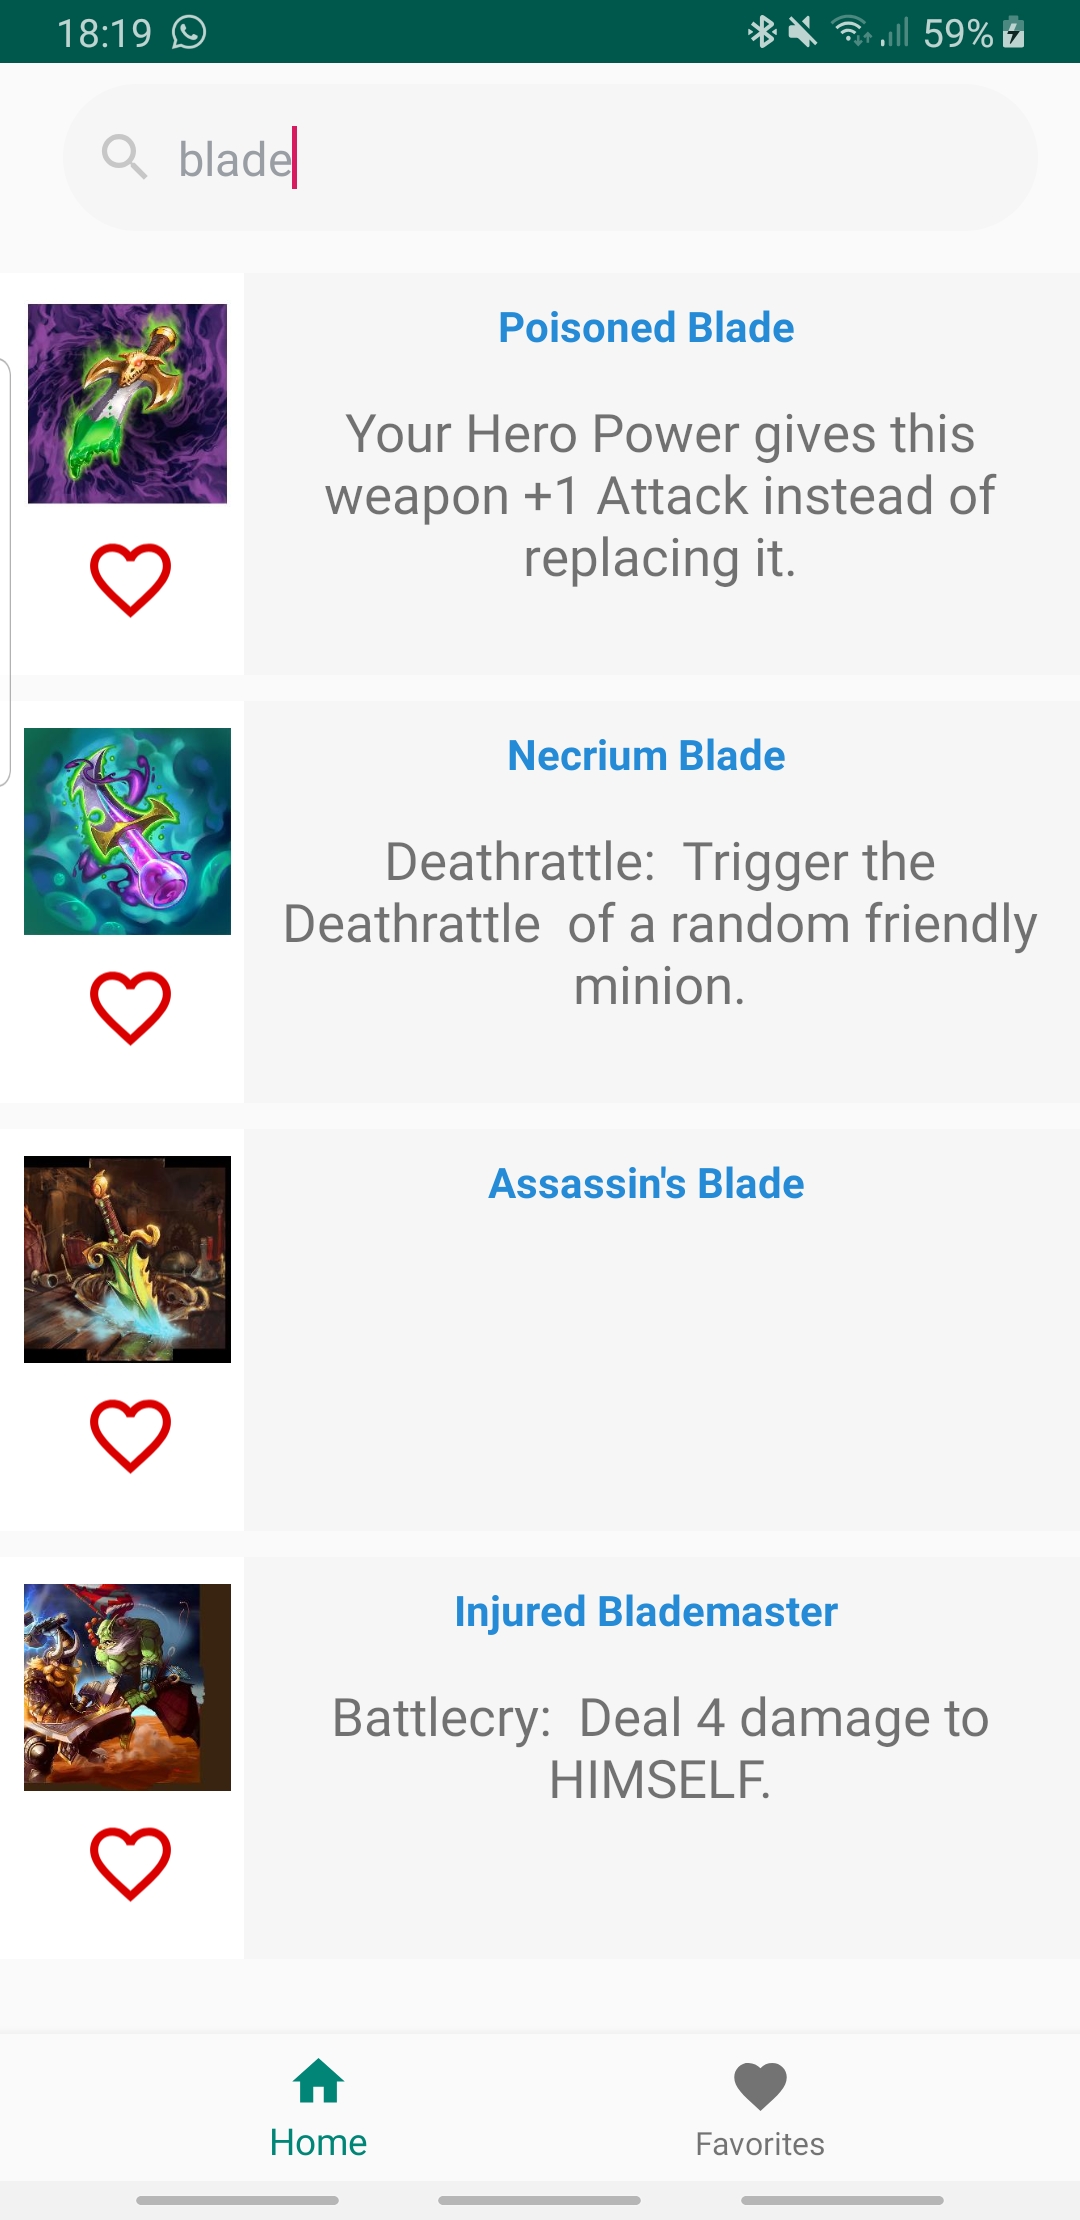 18:19 59%
blade
Poisoned Blade
Your Hero Power gives this
weapon +1 Attack instead of
replacing it.
Necrium Blade
Deathrattle:  Trigger the
Deathrattle  of a random friendly
minion.
Assassin's Blade
Injured Blademaster
Battlecry:  Deal 4 damage to
HIMSELF.
Home Favorites